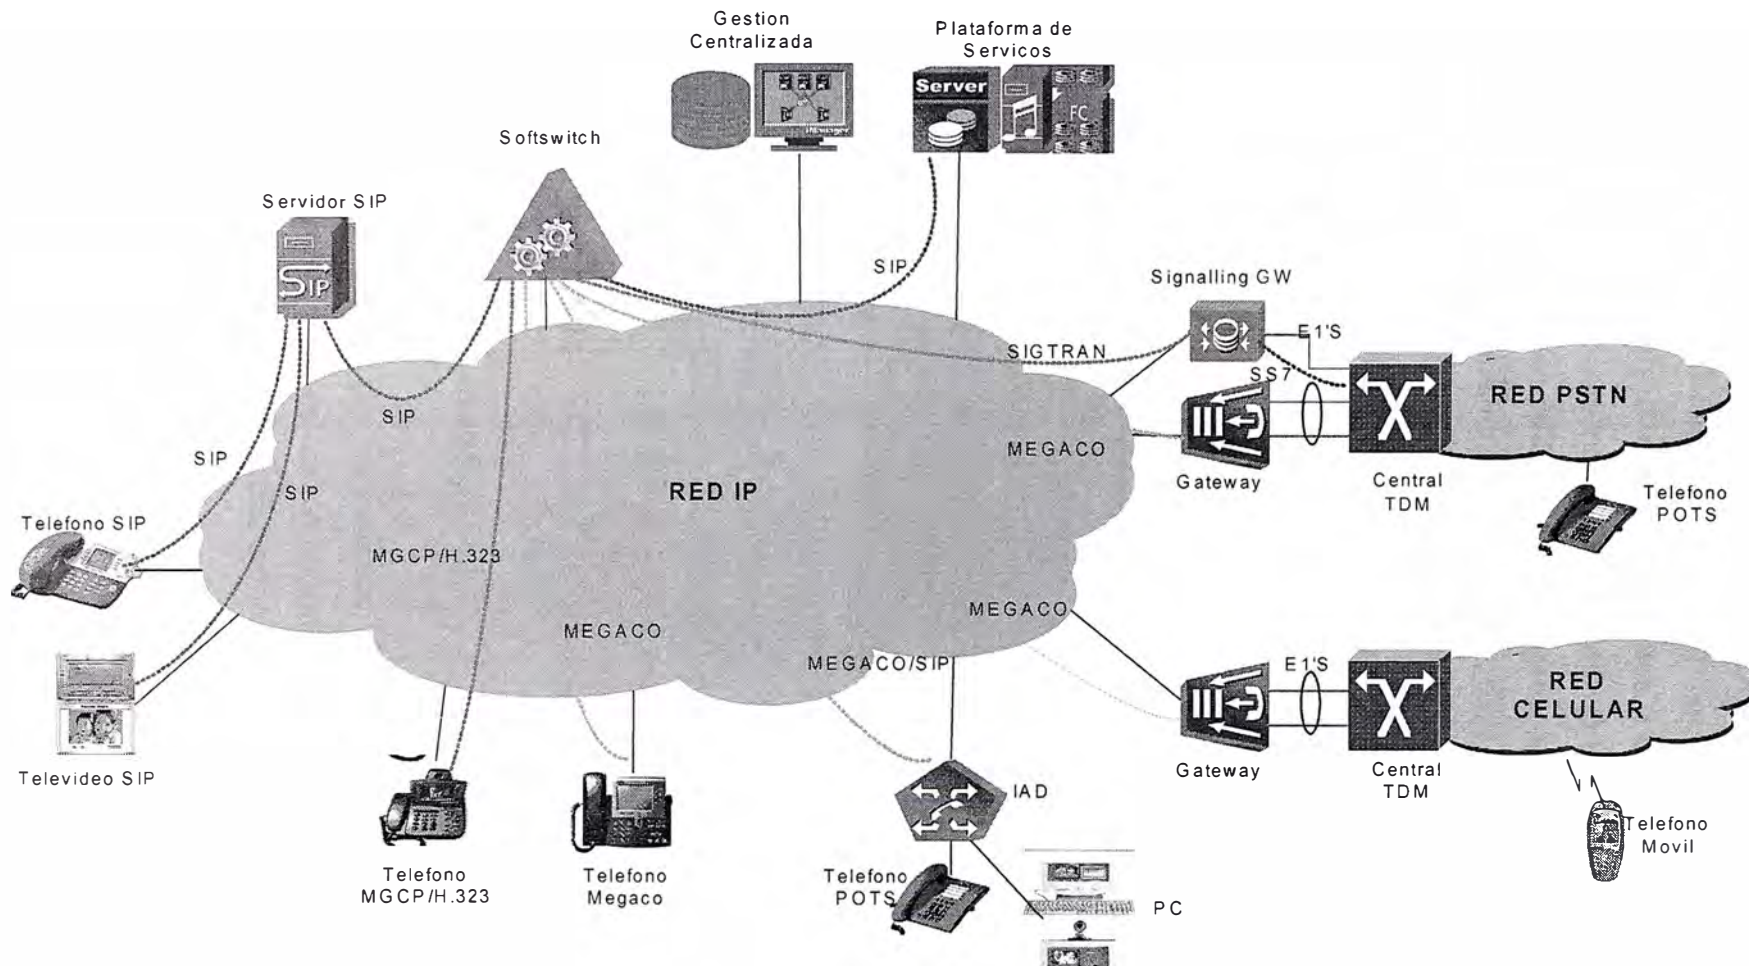 Gestion
Centralizada
Plataforma de
Servicos
Server
FC
Softswitch
Servidor SIP
SIP
SIP
Signalling GW
E1'S
SIGTRAN
SS7
RED PSTN
SIP
MEGACO
SIP
SIP
RED IP
Gateway
Central
TDM
Telefono
POTS
Telefono SIP
MGCP/H.323
MEGACO
MEGACO
MEGACO/SIP
E1'S
RED
CELULAR
Televideo SIP
Gateway
Central
TDM
IAD
Telefono
Movil
Telefono
MGCP/H.323
Telefono
Megaco
Telefono
POTS
PC